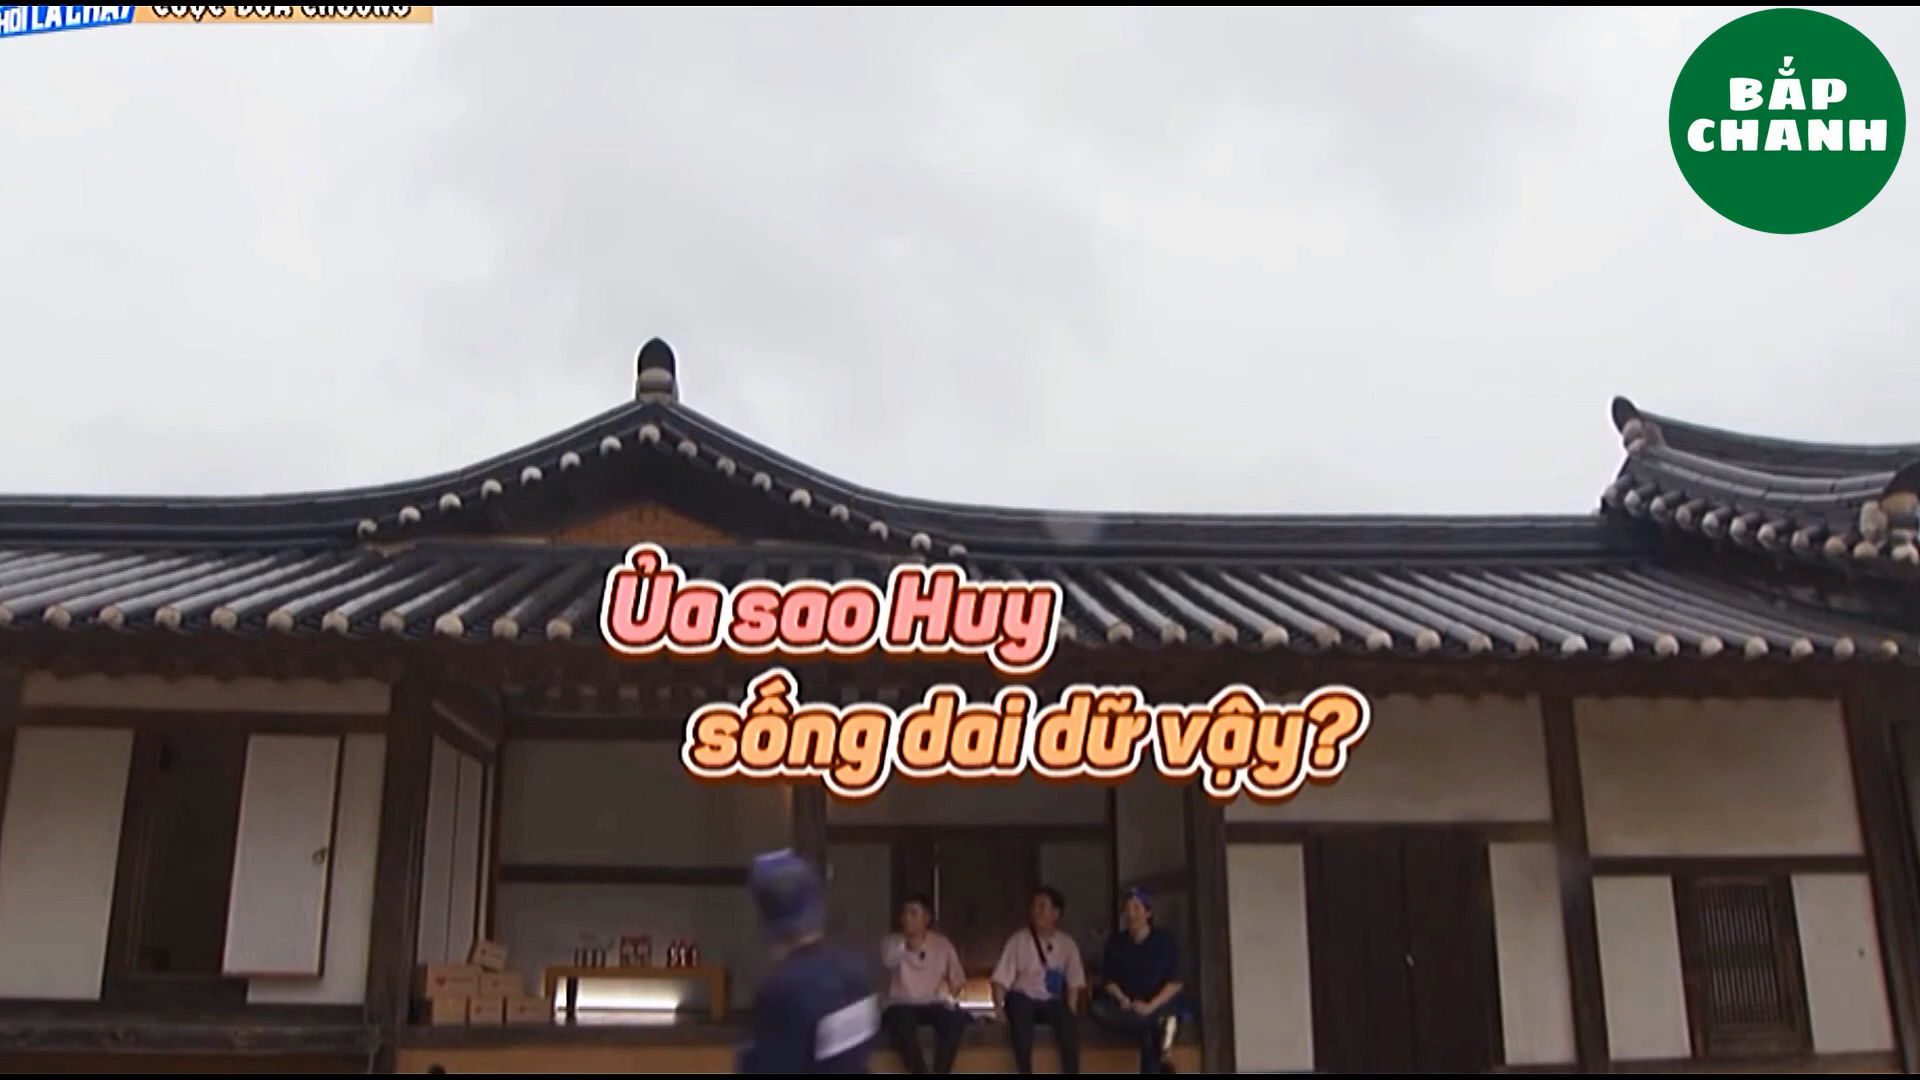 BẮP
CHANH
Ủa sao Huy
sống dai dữ vậy?